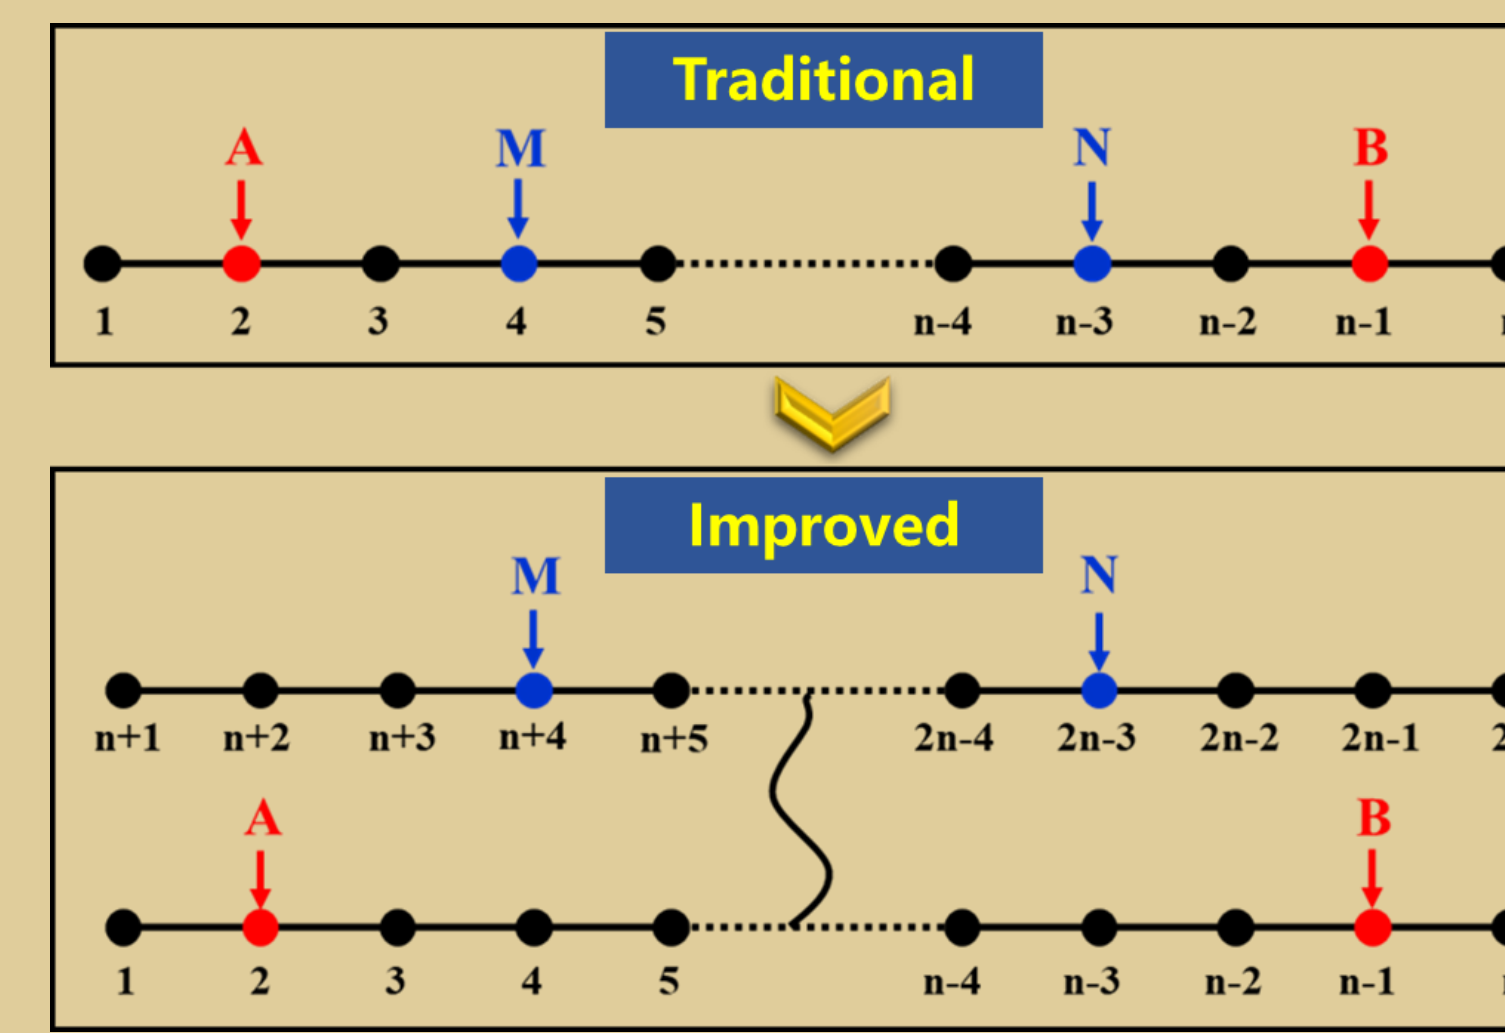 Traditional
A M N B
1 2 3 4 5 n-4 n-3 n-2 n-1
Improved
M N
n+1 n+2 n+3 n+4 n+5 2n-4 2n-3 2n-2 2n-1
A B
1 2 3 4 5 n-4 n-3 n-2 n-1